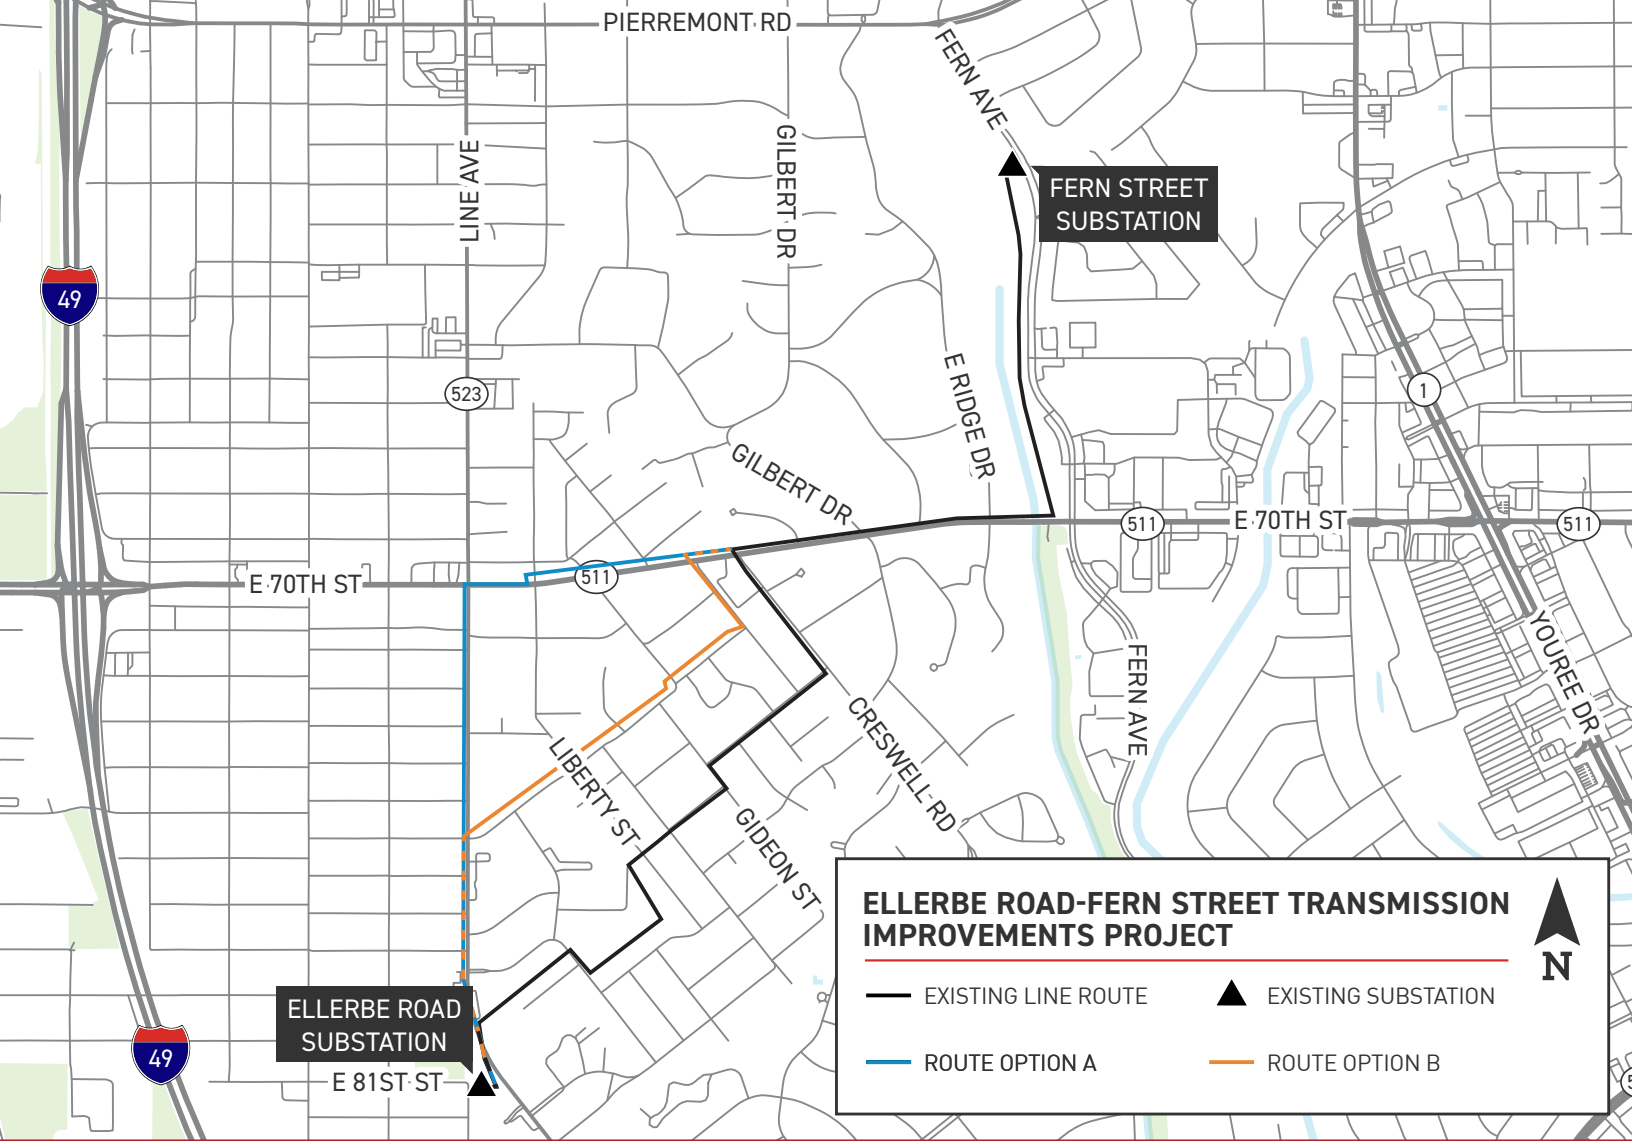 PIERREMONT RD
FERN AVE
LINE AVE
GILBERT DR
FERN STREET
SUBSTATION
49
E RIDGE DR
523
1
GILBERT DR
511
E 70TH ST
511
511
E 70TH ST
YOUREE DR
FERN AVE
CRESWELL RD
LIBERTY ST
GIDEON ST
ELLERBE ROAD
SUBSTATION
49
E 81ST ST
ELLERBE ROAD-FERN STREET TRANSMISSION
IMPROVEMENTS PROJECT
N
EXISTING LINE ROUTE
EXISTING SUBSTATION
ROUTE OPTION A
ROUTE OPTION B